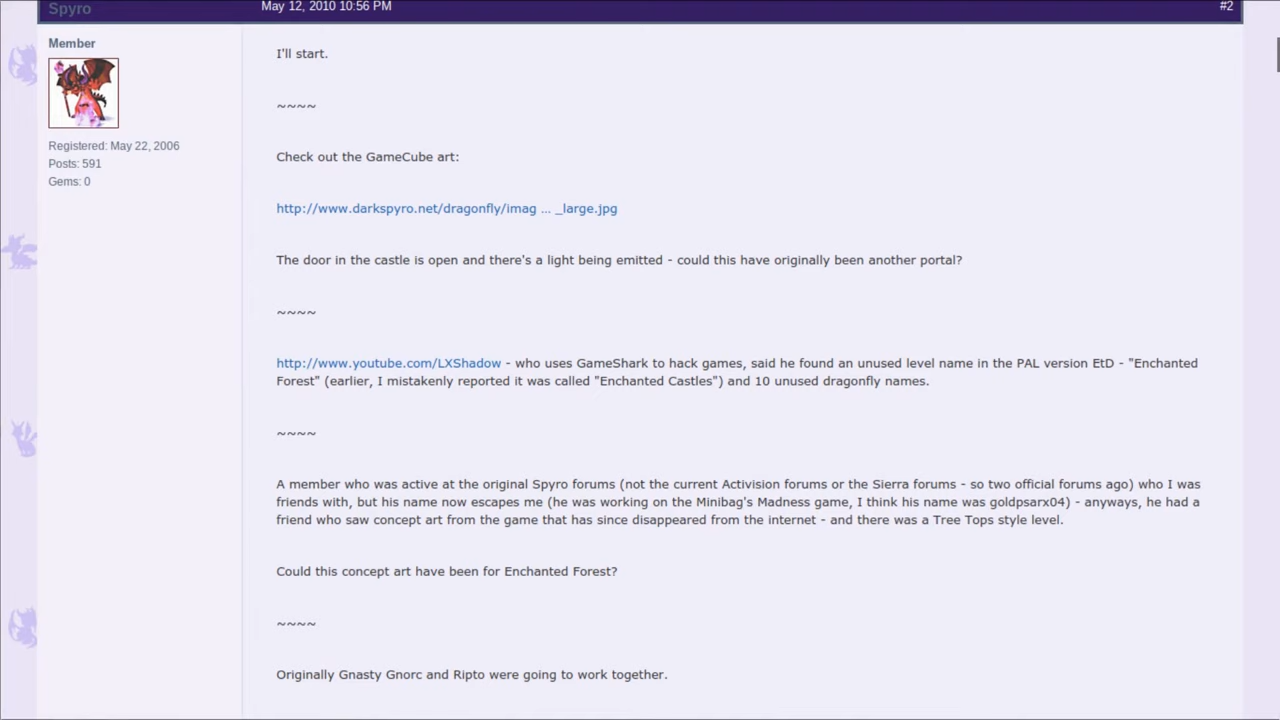 Spyro
May 12, 2010 10:56 PM
#2
Member
Registered: May 22, 2006
Posts: 591
Gems: 0
I'll start.
~~~~
Check out the GameCube art:
http://www.darkspyro.net/dragonfly/imag ... _large.jpg
The door in the castle is open and there's a light being emitted - could this have originally been another portal?
~~~~
http://www.youtube.com/LXShadow - who uses GameShark to hack games, said he found an unused level name in the PAL version EtD - "Enchanted
Forest" (earlier, I mistakenly reported it was called "Enchanted Castles") and 10 unused dragonfly names.
~~~~
A member who was active at the original Spyro forums (not the current Activision forums or the Sierra forums - so two official forums ago) who I was
friends with, but his name now escapes me (he was working on the Minibag's Madness game, I think his name was goldpsarx04) - anyways, he had a
friend who saw concept art from the game that has since disappeared from the internet - and there was a Tree Tops style level.
Could this concept art have been for Enchanted Forest?
~~~~
Originally Gnasty Gnorc and Ripto were going to work together.